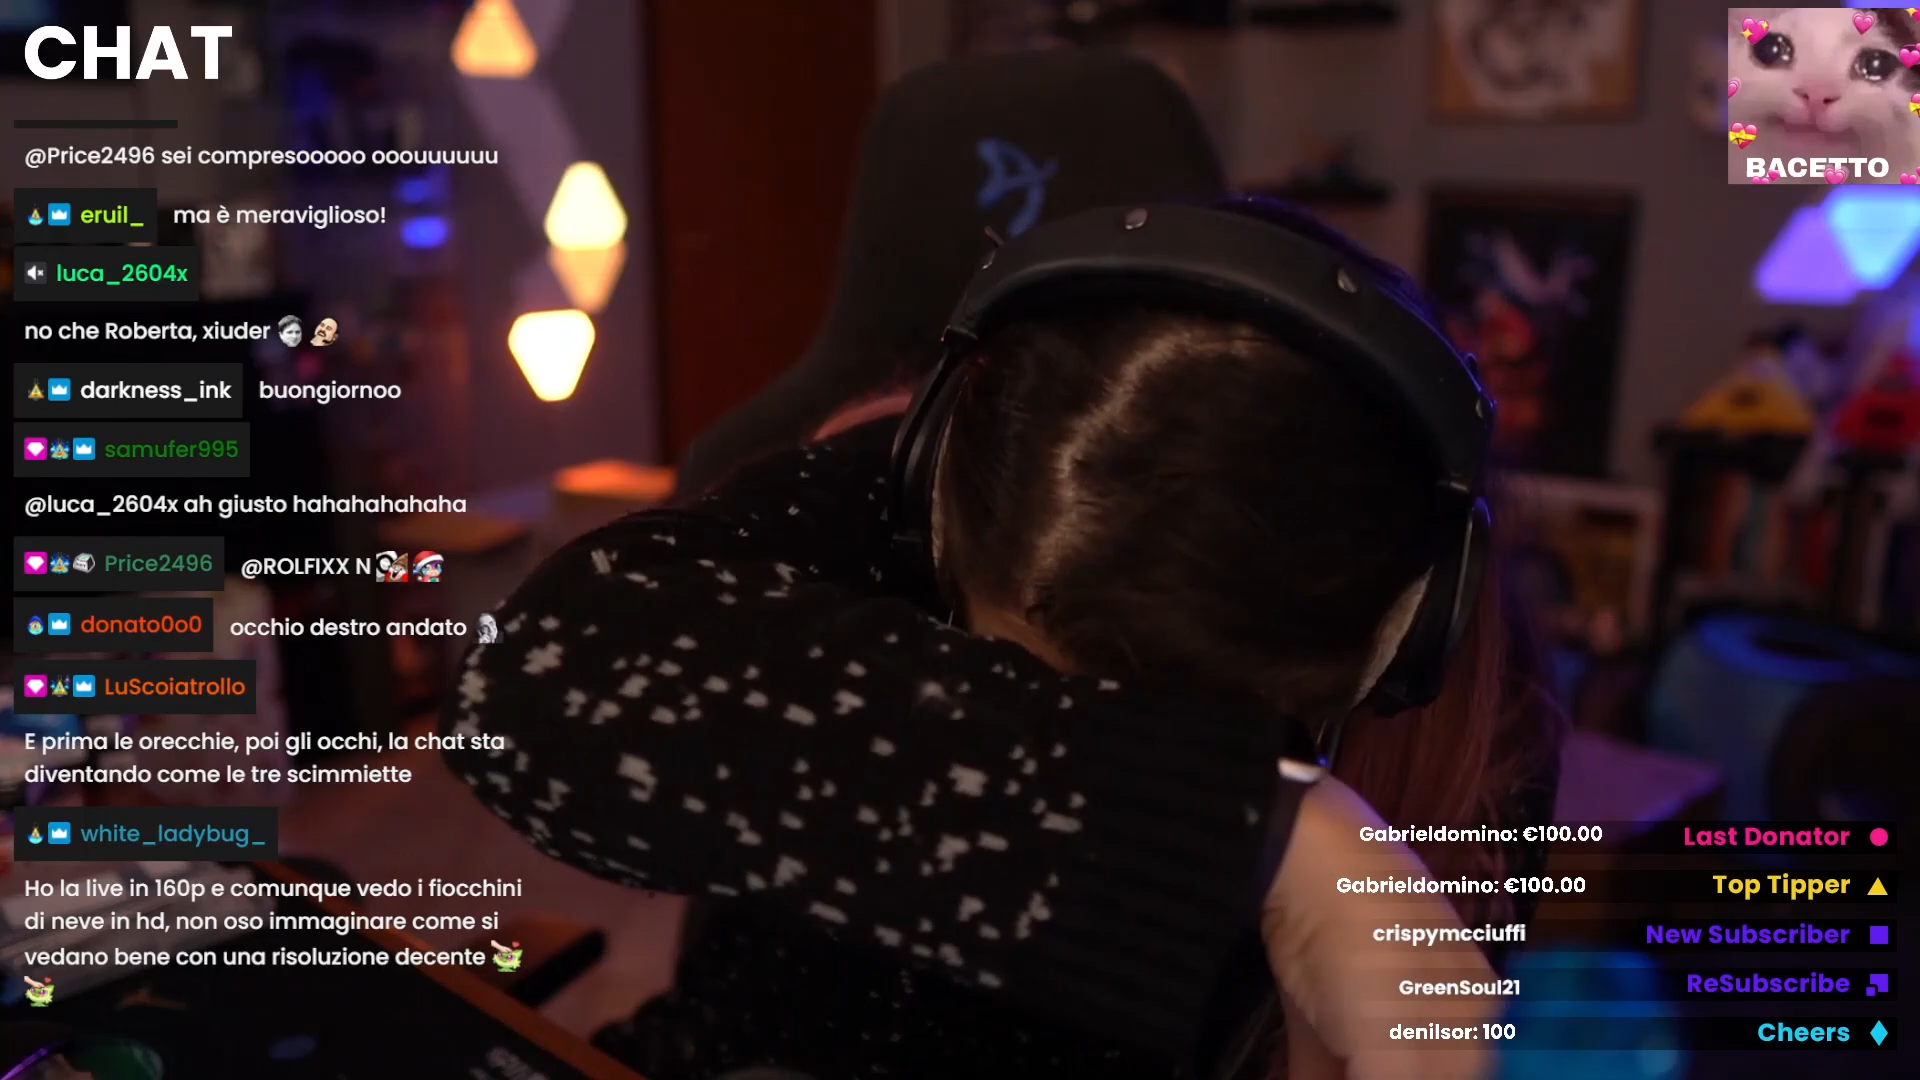 CHAT
@Price2496 sei compresooooo ooouuuuuu
eruil_ ma è meraviglioso!
luca_2604x
no che Roberta, xiuder
darkness_ink buongiornoo
samufer995
@luca_2604x ah giusto hahahahahaha
Price2496 @ROLFIXX N
donato0o0 occhio destro andato
LuScoiatrollo
E prima le orecchie, poi gli occhi, la chat sta
diventando come le tre scimmiette
white_ladybug_
Ho la live in 160p e comunque vedo i fiocchini
di neve in hd, non oso immaginare come si
vedano bene con una risoluzione decente
BACETTO
Gabrieldomino: €100.00 Last Donator
Gabrieldomino: €100.00 Top Tipper
crispymcciuffi New Subscriber
GreenSoul21 ReSubscribe
denilsor: 100 Cheers